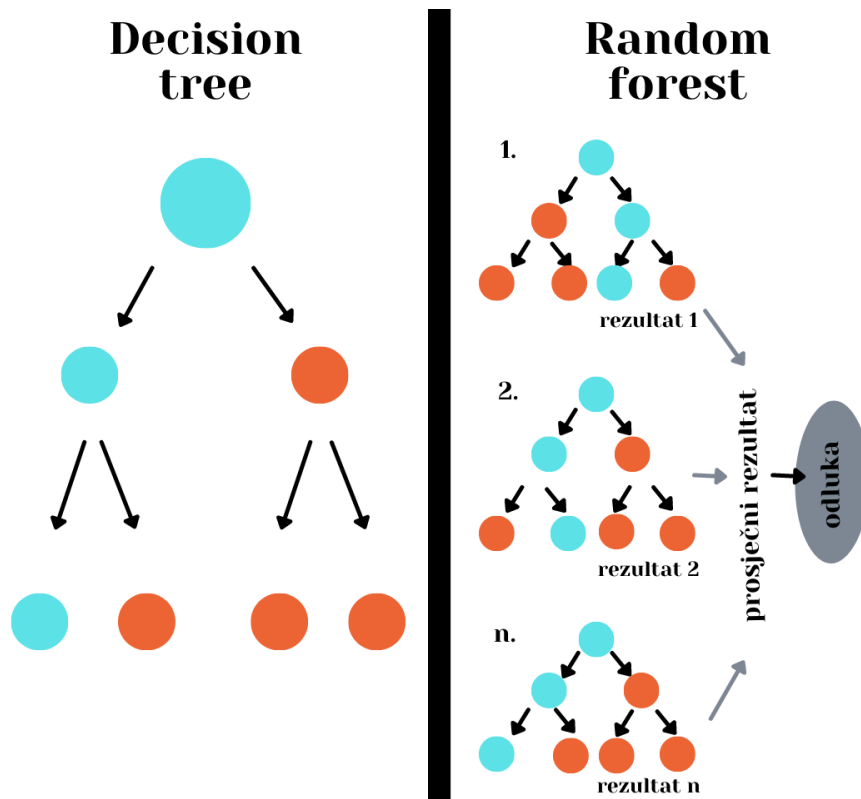 Decision
tree
Random
forest
1.
rezultat 1
2.
rezultat 2
n.
rezultat n
prosječni rezultat
odluka